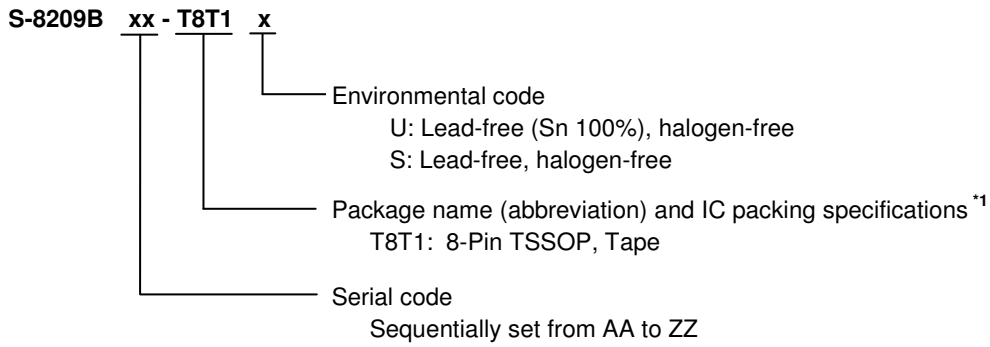 S-8209B xx - T8T1 x
Environmental code
U: Lead-free (Sn 100%), halogen-free
S: Lead-free, halogen-free
Package name (abbreviation) and IC packing specifications*1
T8T1: 8-Pin TSSOP, Tape
Serial code
Sequentially set from AA to ZZ